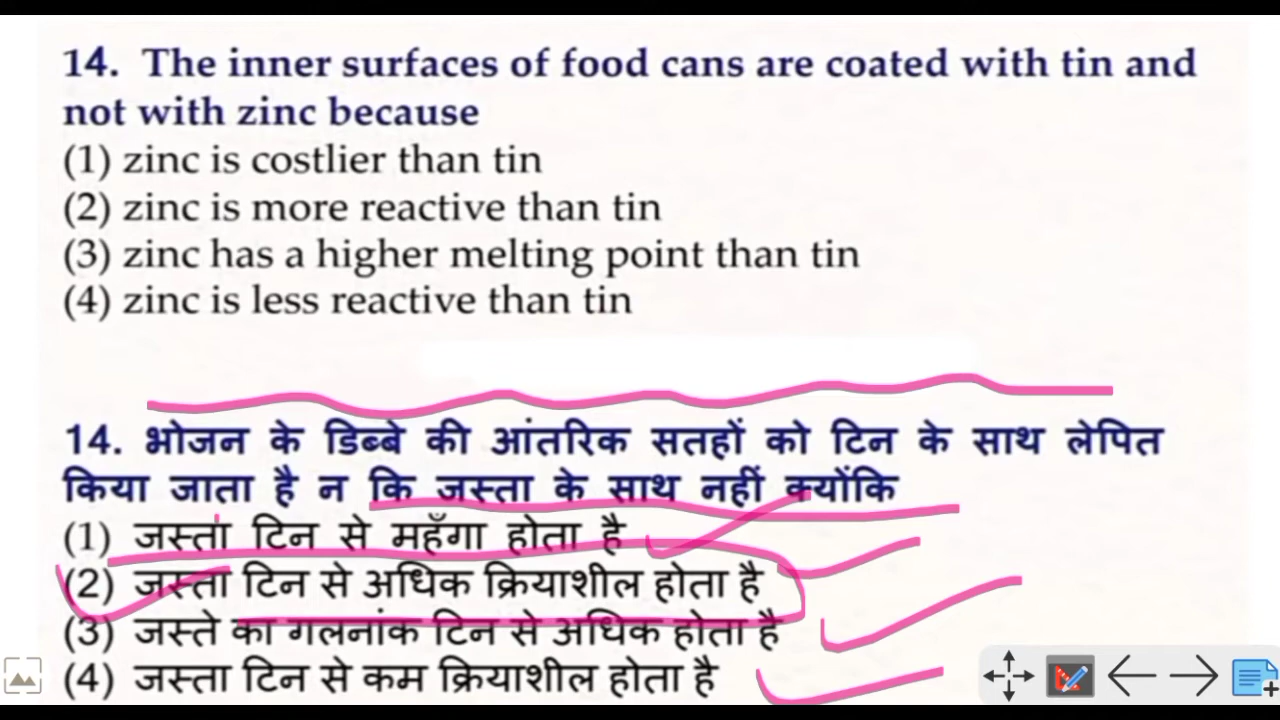 14. The inner surfaces of food cans are coated with tin and
not with zinc because
(1) zinc is costlier than tin
(2) zinc is more reactive than tin
(3) zinc has a higher melting point than tin
(4) zinc is less reactive than tin
14. भोजन के डिब्बे की आंतरिक सतहों को टिन के साथ लेपित
किया जाता है न कि जस्ता के साथ नहीं क्योंकि
(1) जस्ता टिन से महँगा होता है
(2) जस्ता टिन से अधिक क्रियाशील होता है
(3) जस्ते का गलनांक टिन से अधिक होता है
(4) जस्ता टिन से कम क्रियाशील होता है